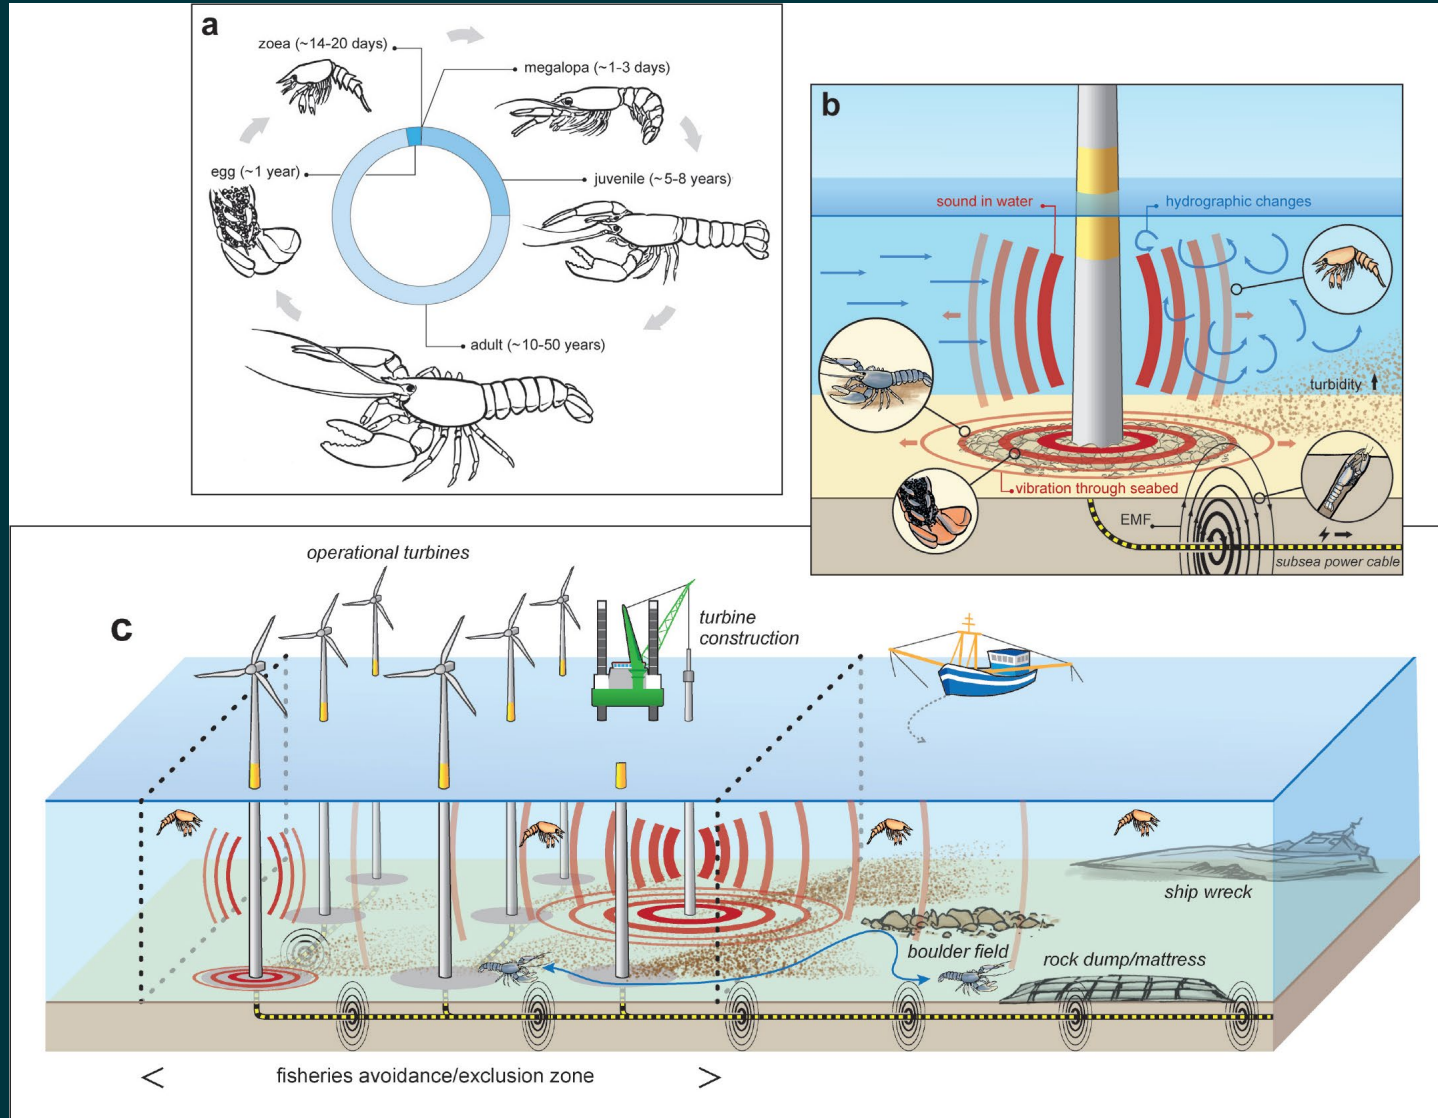 a
zoea (~14-20 days)
megalopa (~1-3 days)
egg (~1 year)
juvenile (~5-8 years)
adult (~10-50 years)
b
sound in water
hydrographic changes
turbidity
vibration through seabed
EMF
subsea power cable
c
operational turbines
turbine
construction
ship wreck
boulder field
rock dump/mattress
< fisheries avoidance/exclusion zone >